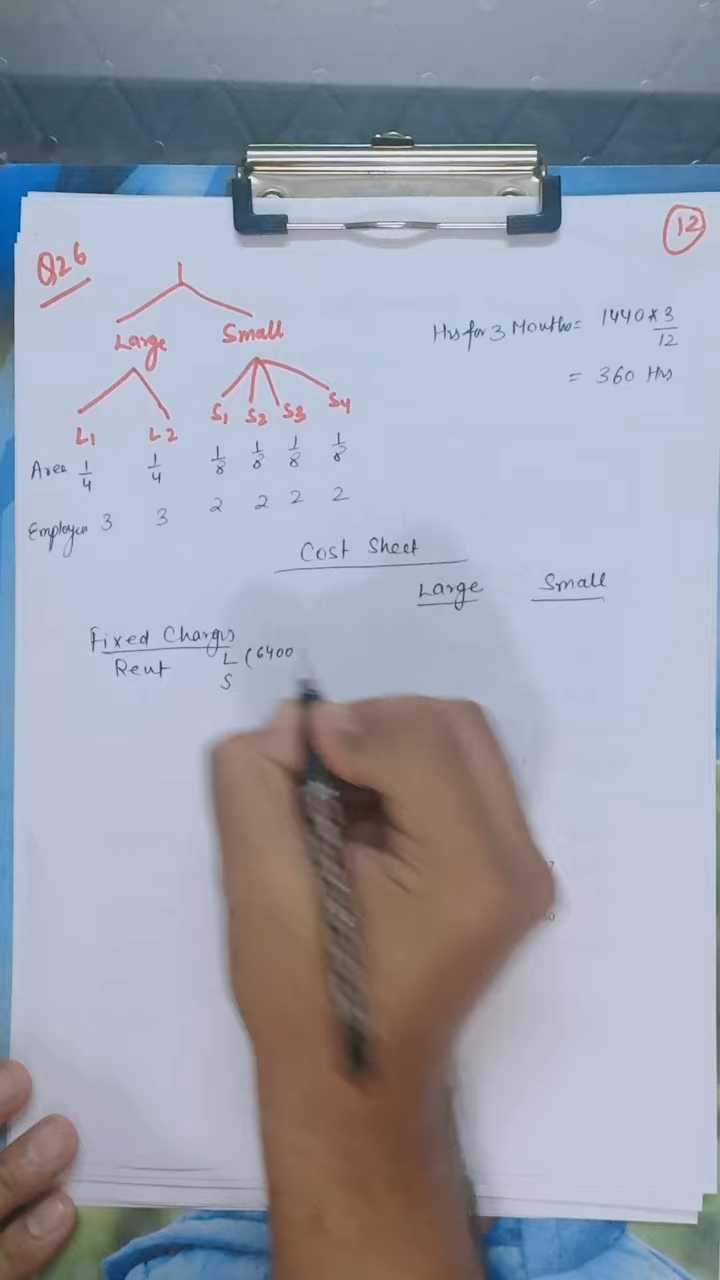 Q26
12
Large Small
Hrs for 3 Months = 1440 * 3/12
= 360 Hrs
L1 L2 S1 S2 S3 S4
Area 1/4 1/4 1/8 1/8 1/8 1/8
Employee 3 3 2 2 2 2
Cost Sheet
Large Small
Fixed Charges
Rent L (6400
S